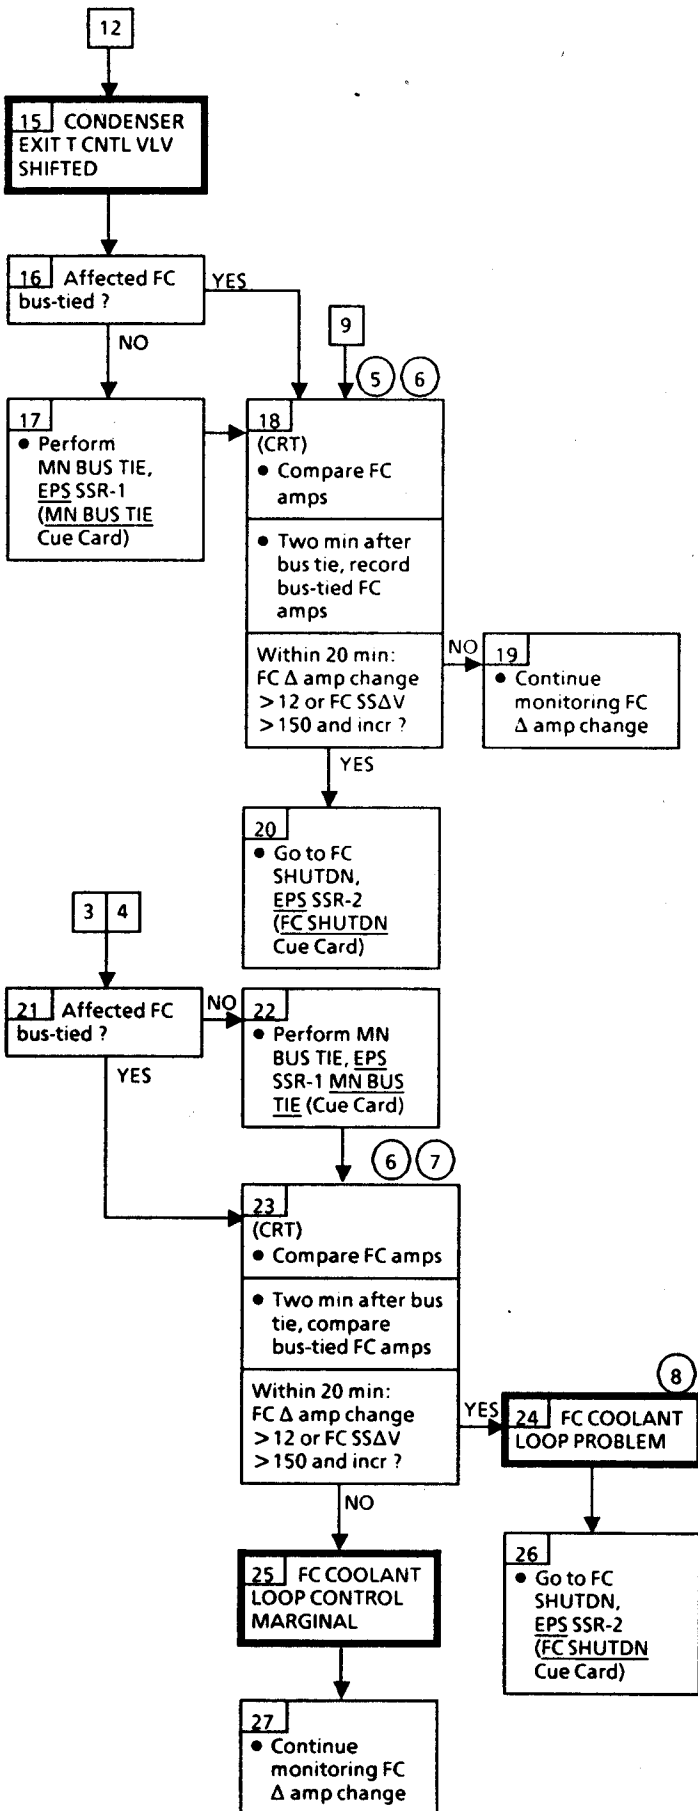 12
15 CONDENSER
EXIT T CNTL VLV
SHIFTED
16 Affected FC
bus-tied ?
YES
NO
9
5 6
17
• Perform
MN BUS TIE,
EPS SSR-1
(MN BUS TIE
Cue Card)
18
(CRT)
• Compare FC
amps
• Two min after
bus tie, record
bus-tied FC
amps
Within 20 min:
FC Δ amp change
> 12 or FC SSΔV
> 150 and incr ?
NO
19
• Continue
monitoring FC
Δ amp change
YES
20
• Go to FC
SHUTDN,
EPS SSR-2
(FC SHUTDN
Cue Card)
3 4
21 Affected FC
bus-tied ?
NO
YES
22
• Perform MN
BUS TIE, EPS
SSR-1 MN BUS
TIE (Cue Card)
6 7
23
(CRT)
• Compare FC amps
• Two min after bus
tie, compare
bus-tied FC amps
Within 20 min:
FC Δ amp change
> 12 or FC SSΔV
> 150 and incr ?
YES
8
24 FC COOLANT
LOOP PROBLEM
NO
25 FC COOLANT
LOOP CONTROL
MARGINAL
26
• Go to FC
SHUTDN,
EPS SSR-2
(FC SHUTDN
Cue Card)
27
• Continue
monitoring FC
Δ amp change